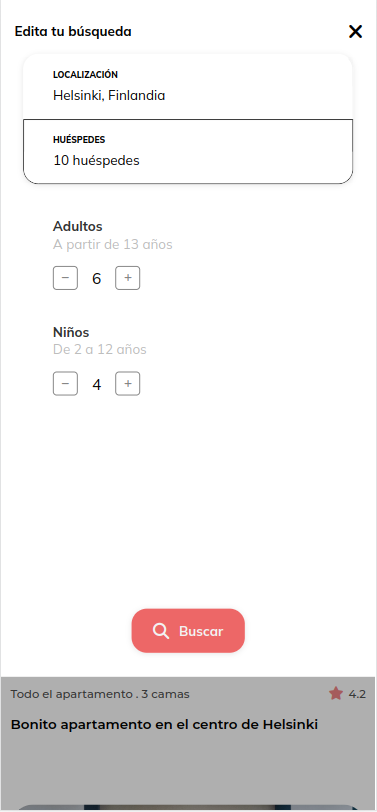 Edita tu búsqueda
LOCALIZACIÓN
Helsinki, Finlandia
HUÉSPEDES
10 huéspedes
Adultos
A partir de 13 años
− 6 +
Niños
De 2 a 12 años
− 4 +
Buscar
Todo el apartamento . 3 camas 4.2
Bonito apartamento en el centro de Helsinki